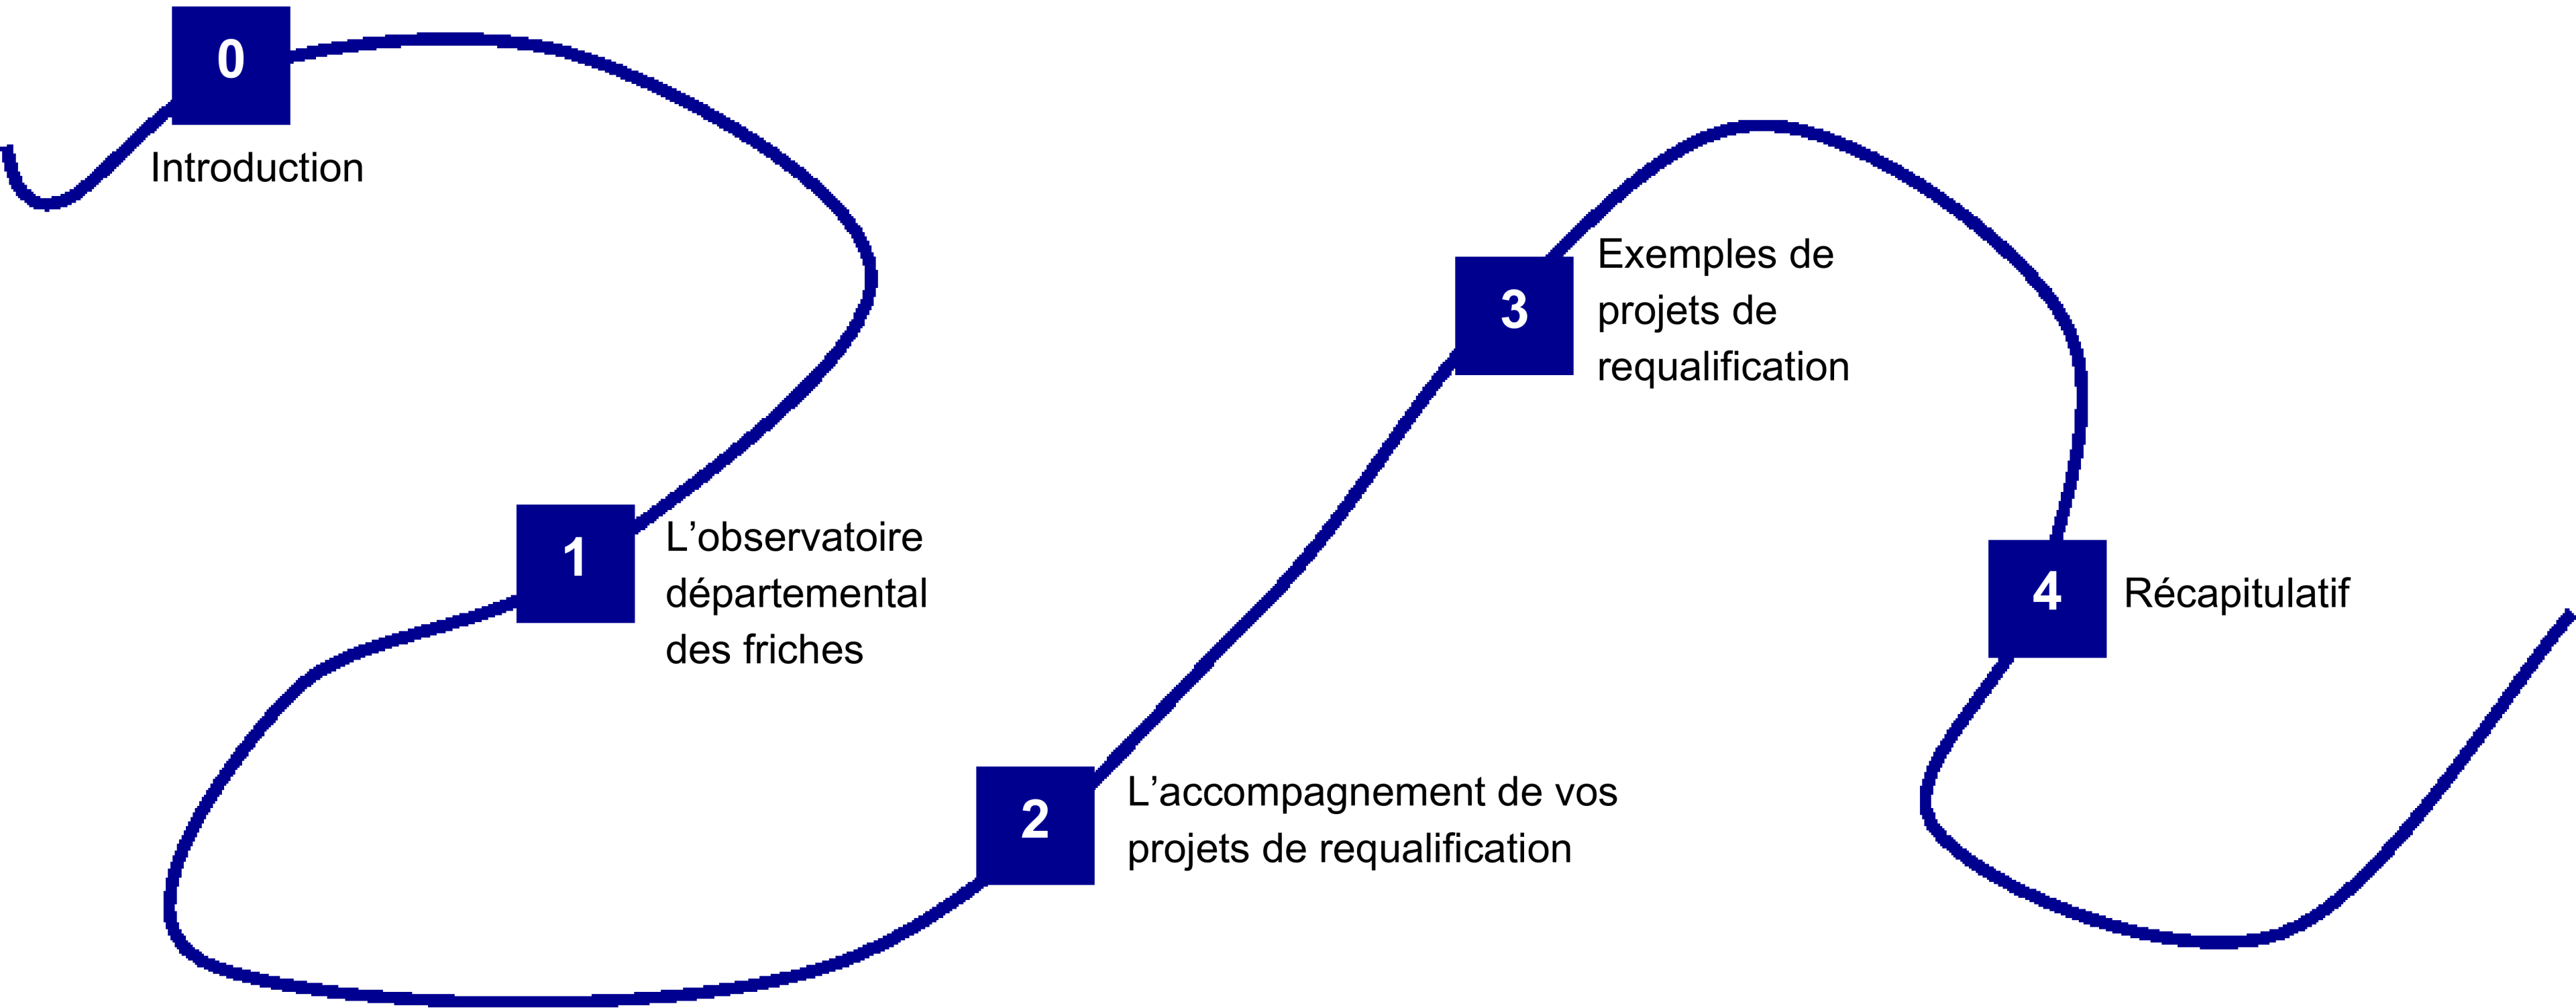 0
Introduction
1
L’observatoire
départemental
des friches
2
L’accompagnement de vos
projets de requalification
3
Exemples de
projets de
requalification
4
Récapitulatif